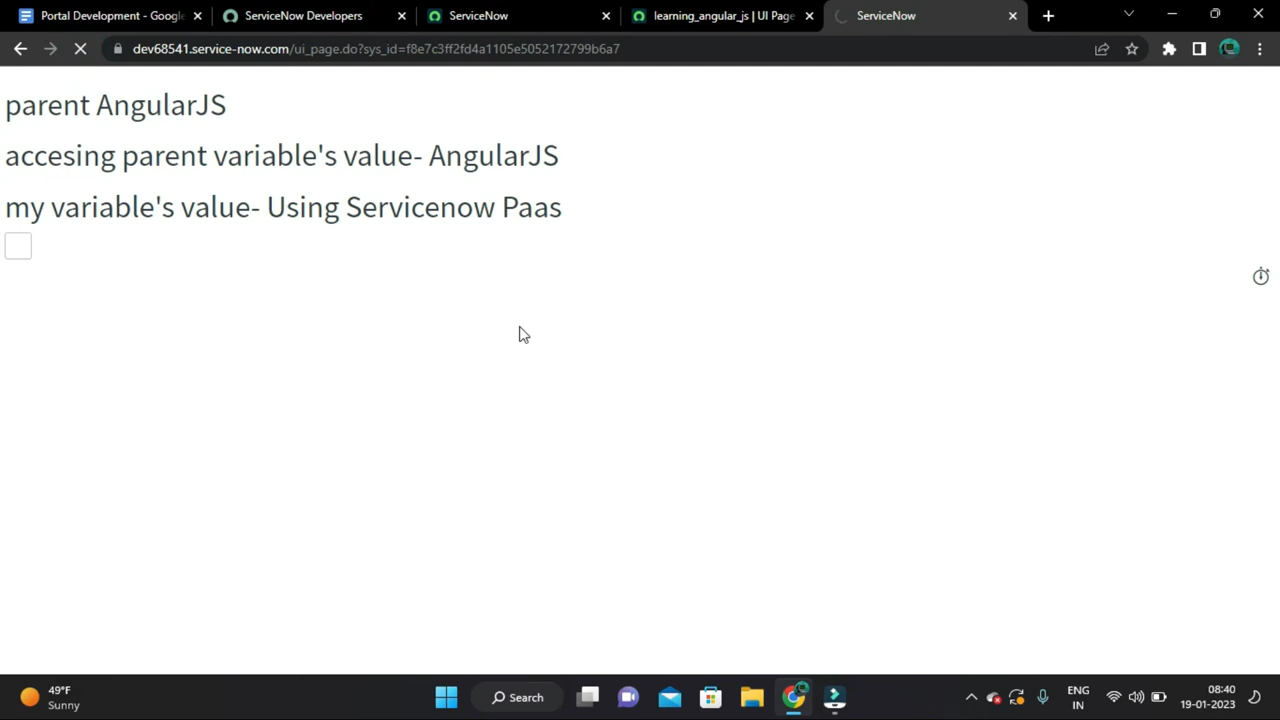 Portal Development - Google
ServiceNow Developers
ServiceNow
learning_angular_js | UI Page
ServiceNow
dev68541.service-now.com/ui_page.do?sys_id=f8e7c3ff2fd4a1105e5052172799b6a7
parent AngularJS
accesing parent variable's value- AngularJS
my variable's value- Using Servicenow Paas
49°F
Sunny
Search
ENG
IN
08:40
19-01-2023